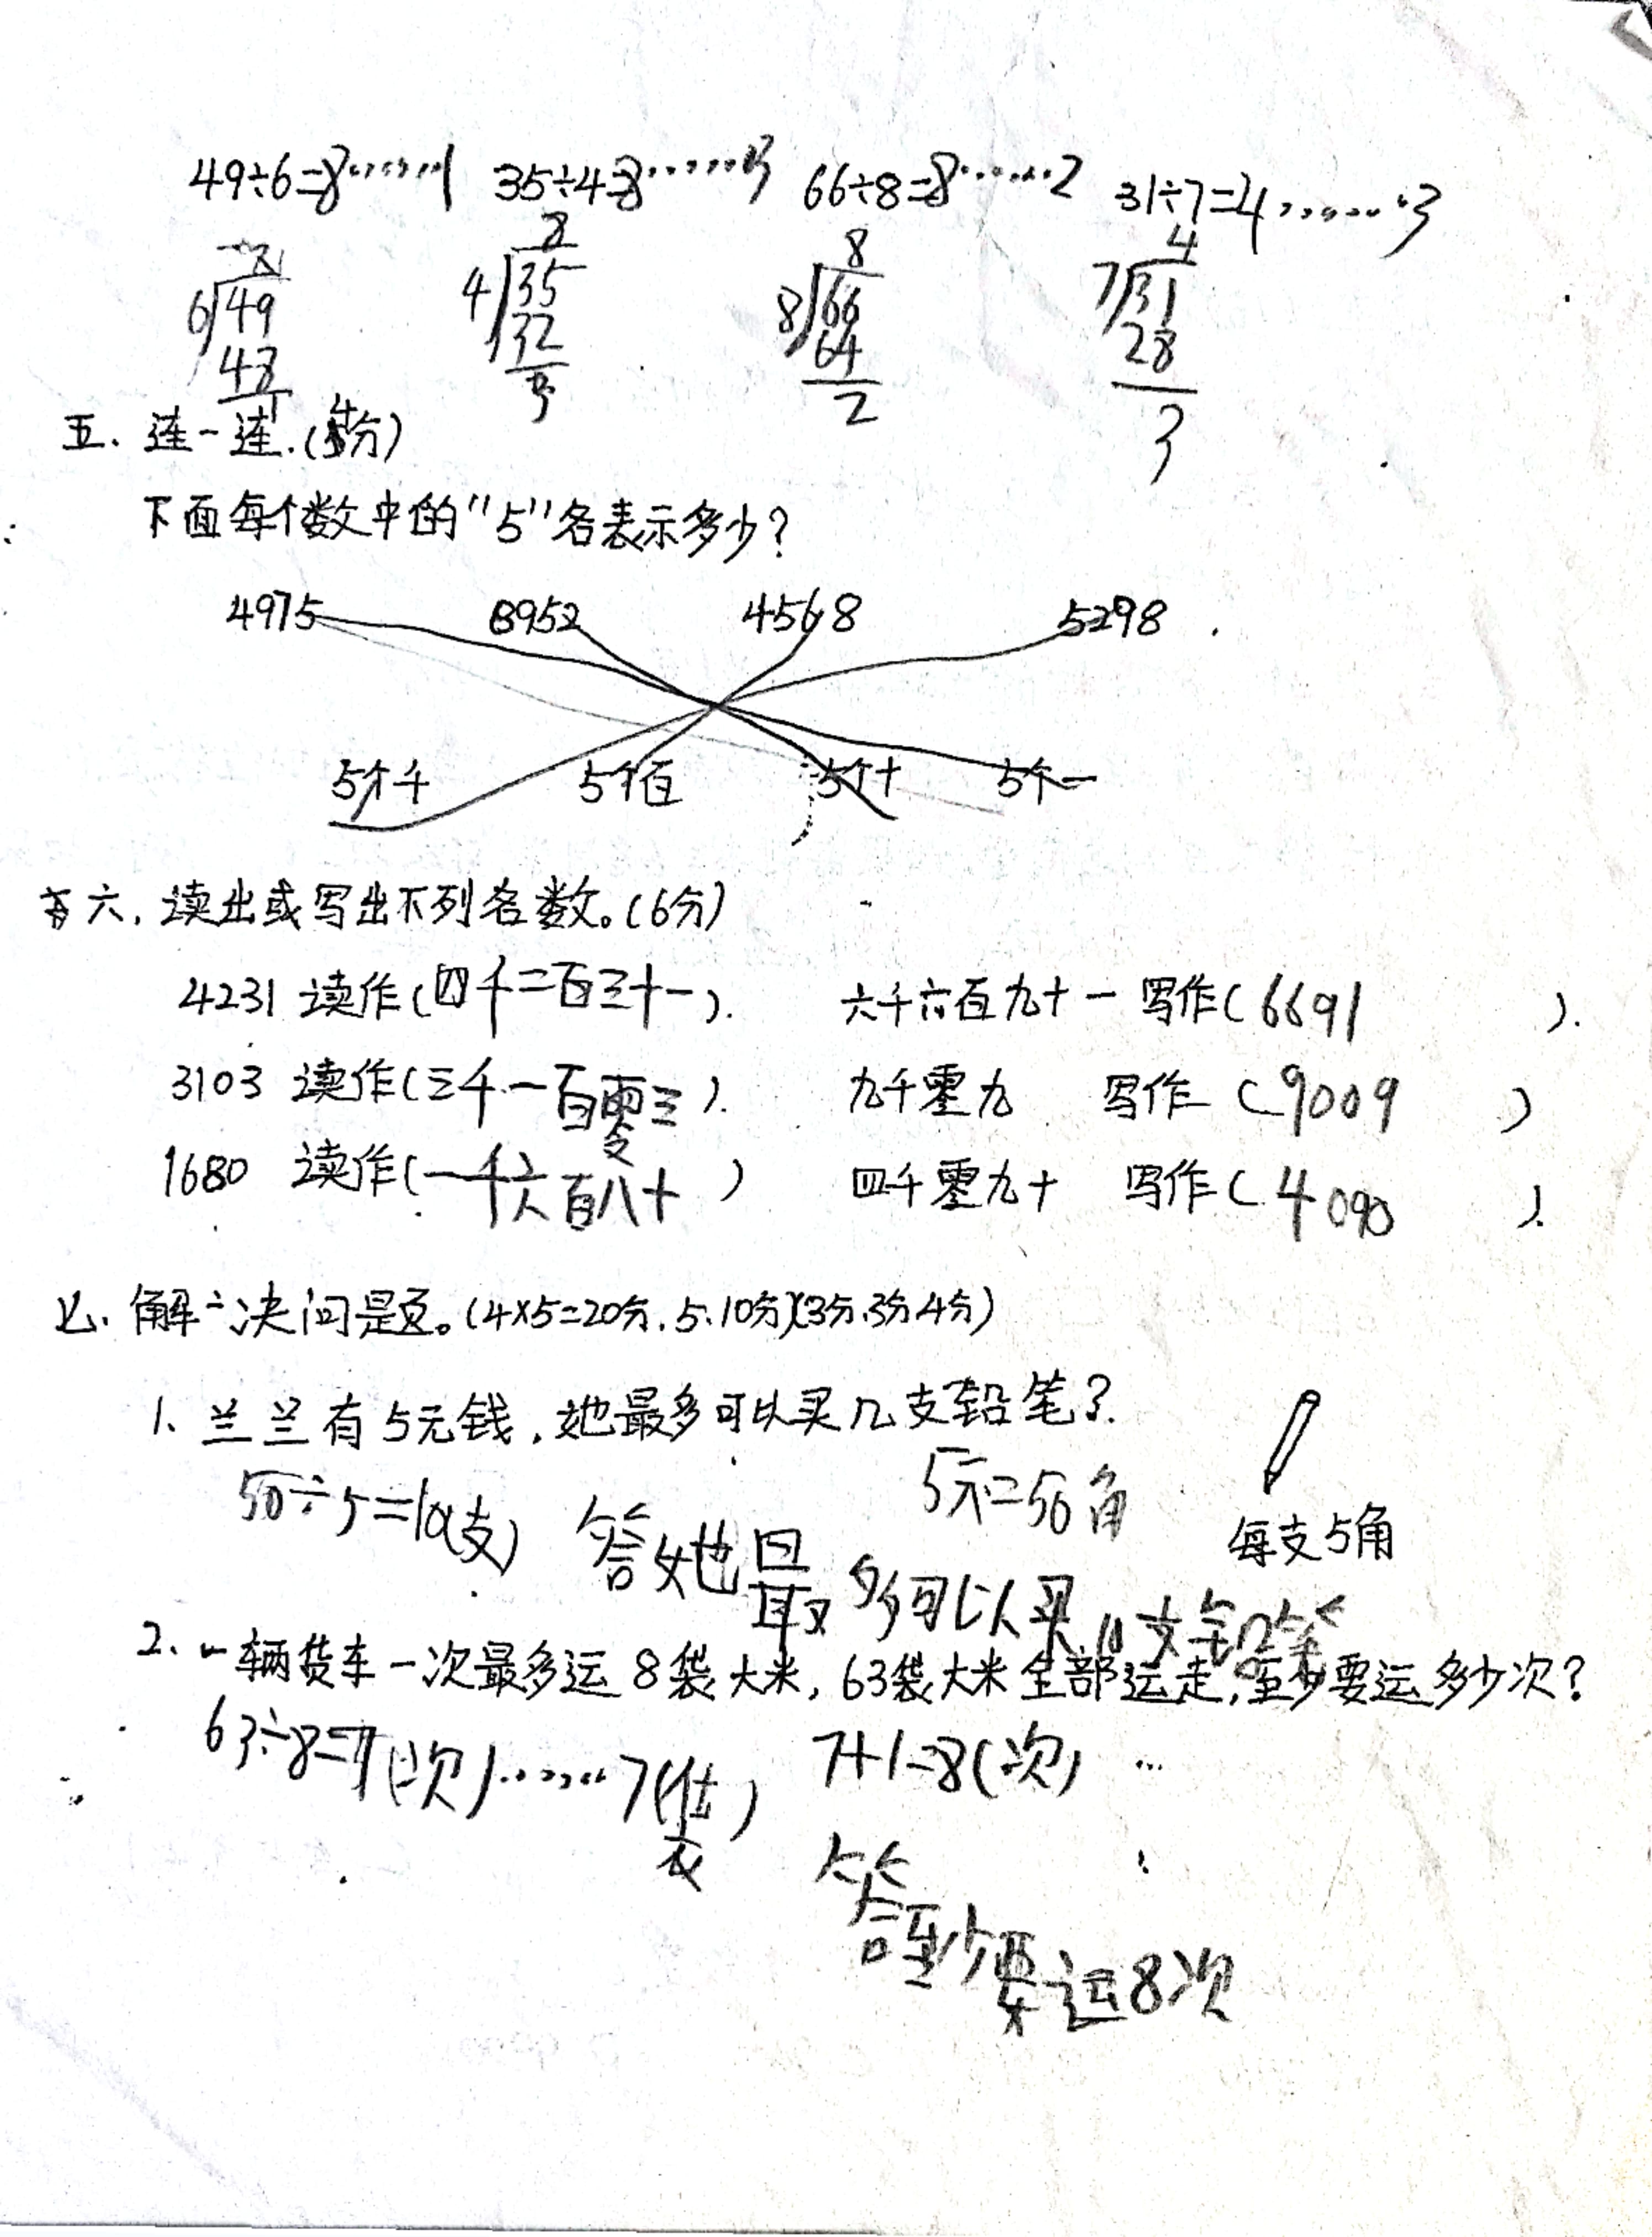 49÷6=8……1 35÷4=8……3 66÷8=8……2 31÷7=4……3
8 8 8 4
6 49 4 35 8 66 7 31
48 32 64 28
1 3 2 3
五.连一连.(4分)
下面每个数中的"5"各表示多少?
4975 8952 4568 5298
5个千 5个百 5个十 5个一
六.读出或写出下列各数。(6分)
4231 读作(四千二百三十一). 六千六百九十一 写作(6691).
3103 读作(三千一百零三). 九千零九 写作(9009)
1680 读作(一千六百八十) 四千零九十 写作(4090).
七.解决问题。(4×5=20分.5.10分)(3分.3分.4分)
1.兰兰有5元钱,她最多可以买几支铅笔?
50÷5=10(支) 5元=50角
每支5角
答她最多可以买10支铅笔
2.一辆货车一次最多运8袋大米,63袋大米全部运走,至少要运多少次?
63÷8=7(次)……7(袋) 7+1=8(次)
答至少要运8次